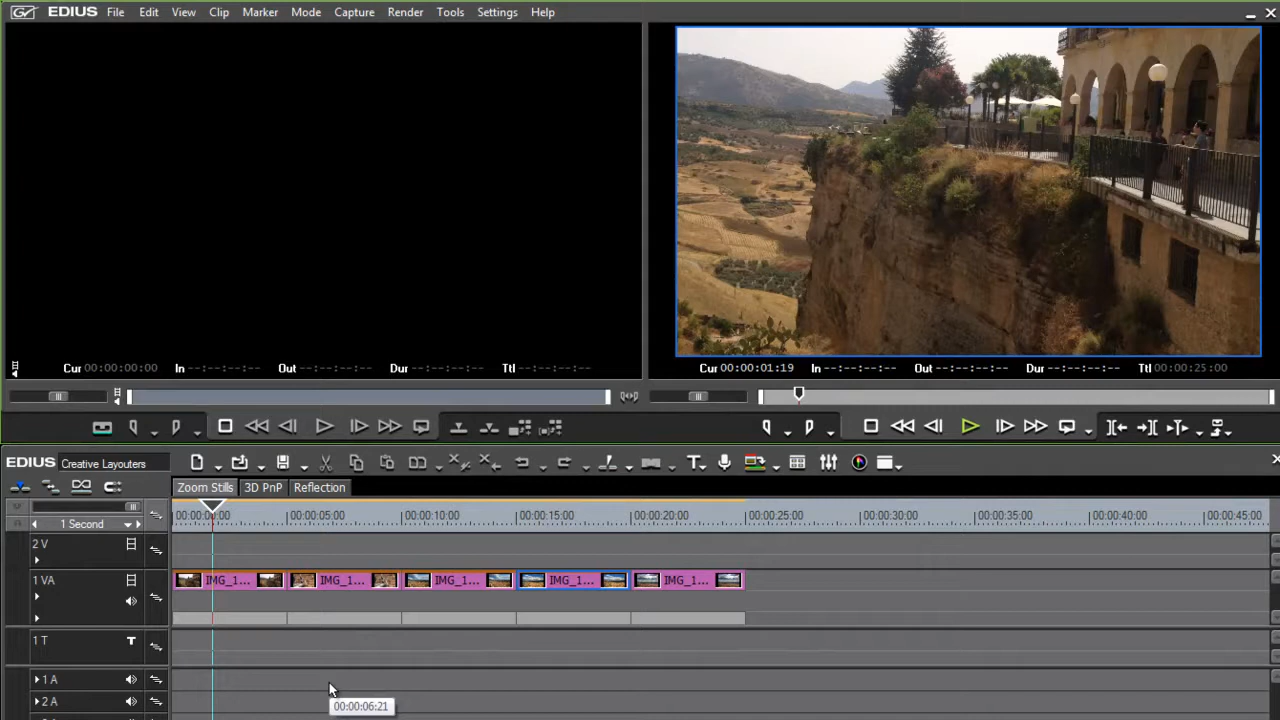 EDIUS File Edit View Clip Marker Mode Capture Render Tools Settings Help
Cur 00:00:00:00 In --:--:--:-- Out --:--:--:-- Dur --:--:--:-- Ttl --:--:--:--
Cur 00:00:01:19 In --:--:--:-- Out --:--:--:-- Dur --:--:--:-- Ttl 00:00:25:00
EDIUS Creative Layouters
Zoom Stills 3D PnP Reflection
00:00:00:00 00:00:05:00 00:00:10:00 00:00:15:00 00:00:20:00 00:00:25:00 00:00:30:00 00:00:35:00 00:00:40:00 00:00:45:00
1 Second
2 V
1 VA IMG_1... IMG_1... IMG_1... IMG_1... IMG_1...
1 T
1 A
2 A
00:00:06:21